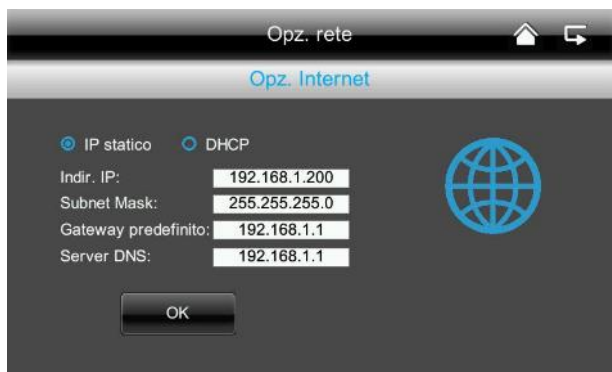 Opz. rete
Opz. Internet
IP statico DHCP
Indir. IP: 192.168.1.200
Subnet Mask: 255.255.255.0
Gateway predefinito: 192.168.1.1
Server DNS: 192.168.1.1
OK